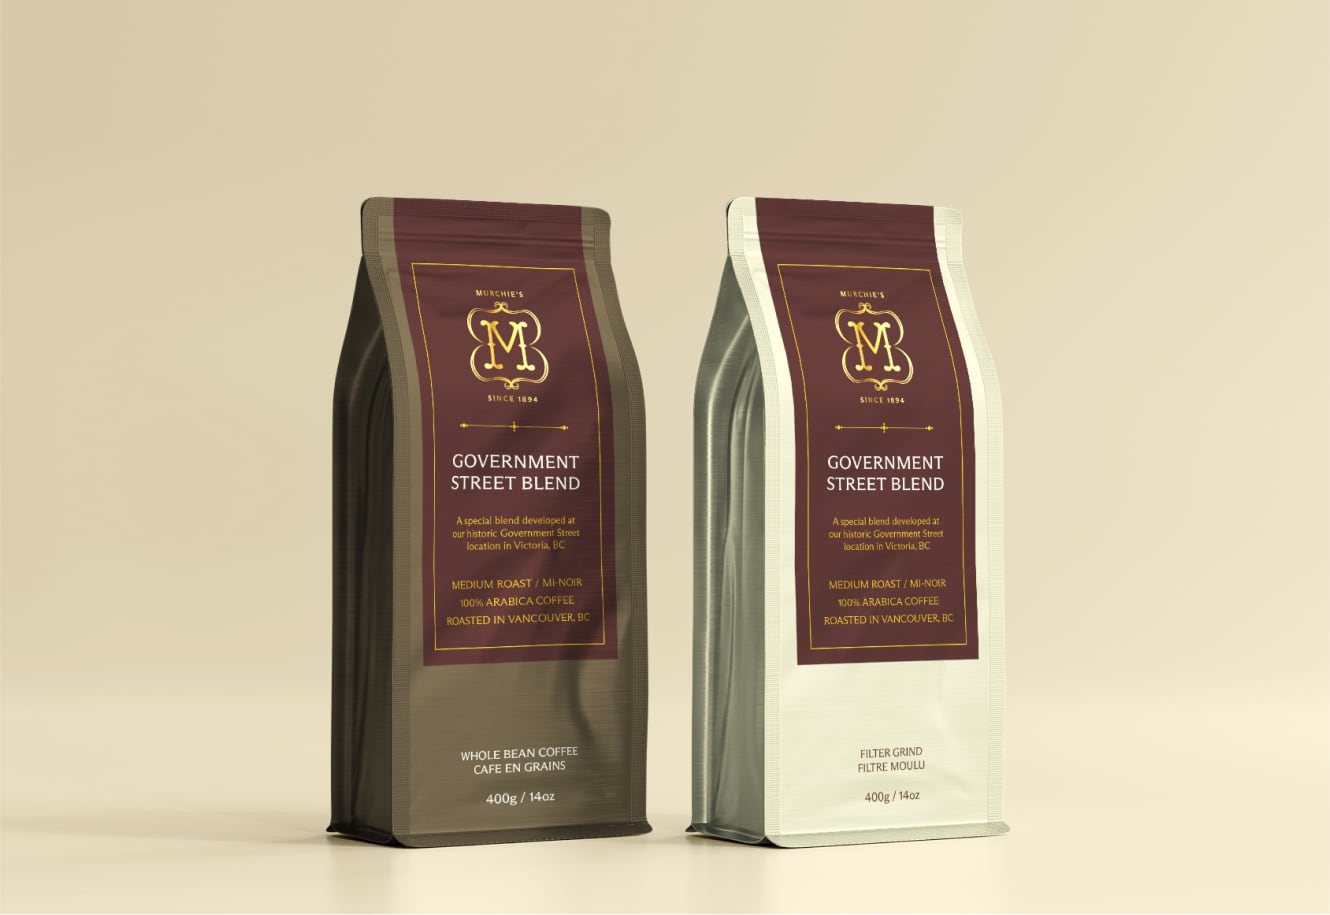 MURCHIE'S
M
SINCE 1894
GOVERNMENT
STREET BLEND
A special blend developed at
our historic Government Street
location in Victoria, BC
MEDIUM ROAST / MI-NOIR
100% ARABICA COFFEE
ROASTED IN VANCOUVER, BC
WHOLE BEAN COFFEE
CAFE EN GRAINS
400g / 14oz
MURCHIE'S
M
SINCE 1894
GOVERNMENT
STREET BLEND
A special blend developed at
our historic Government Street
location in Victoria, BC
MEDIUM ROAST / MI-NOIR
100% ARABICA COFFEE
ROASTED IN VANCOUVER, BC
FILTER GRIND
FILTRE MOULU
400g / 14oz